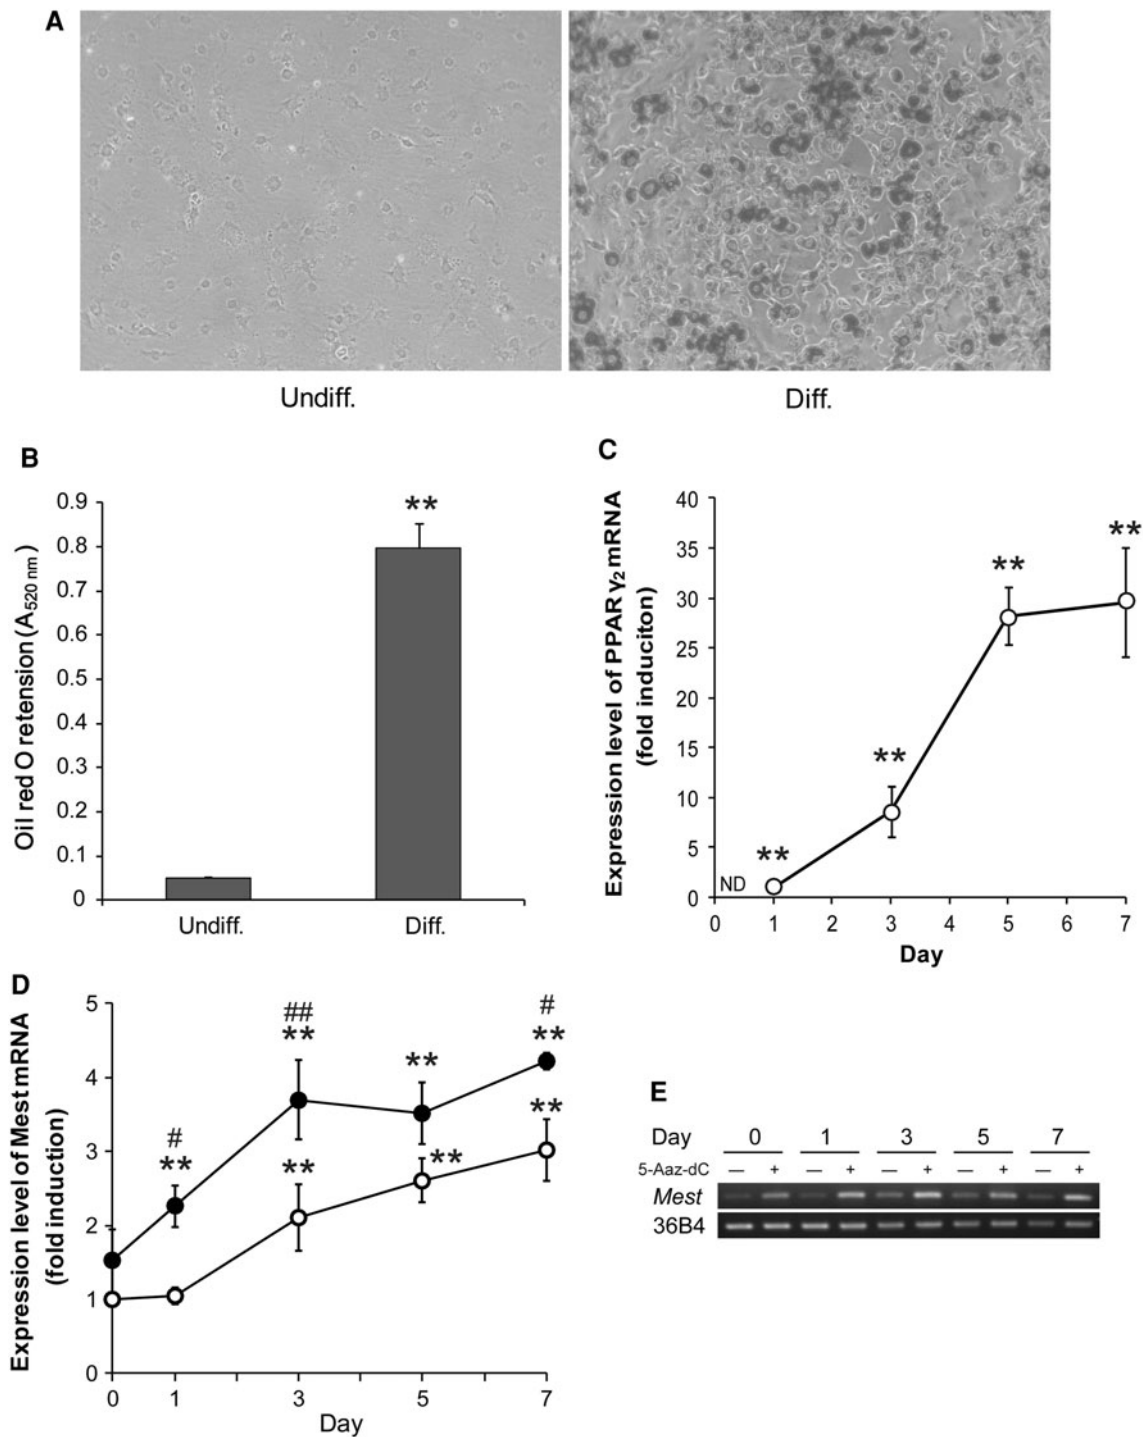 A
Undiff.
Diff.
B
Oil red O retension (A520 nm)
0.9
0.8
0.7
0.6
0.5
0.4
0.3
0.2
0.1
0
**
Undiff.
Diff.
C
Expression level of PPARγ2 mRNA
(fold induciton)
40
35
30
25
20
15
10
5
0
ND
**
**
**
**
0 1 2 3 4 5 6 7
Day
D
Expression level of Mest mRNA
(fold induction)
5
4
3
2
1
0
#
**
##
**
**
#
**
**
**
**
0 1 3 5 7
Day
E
Day 0 1 3 5 7
5-Aaz-dC — + — + — + — + — +
Mest
36B4